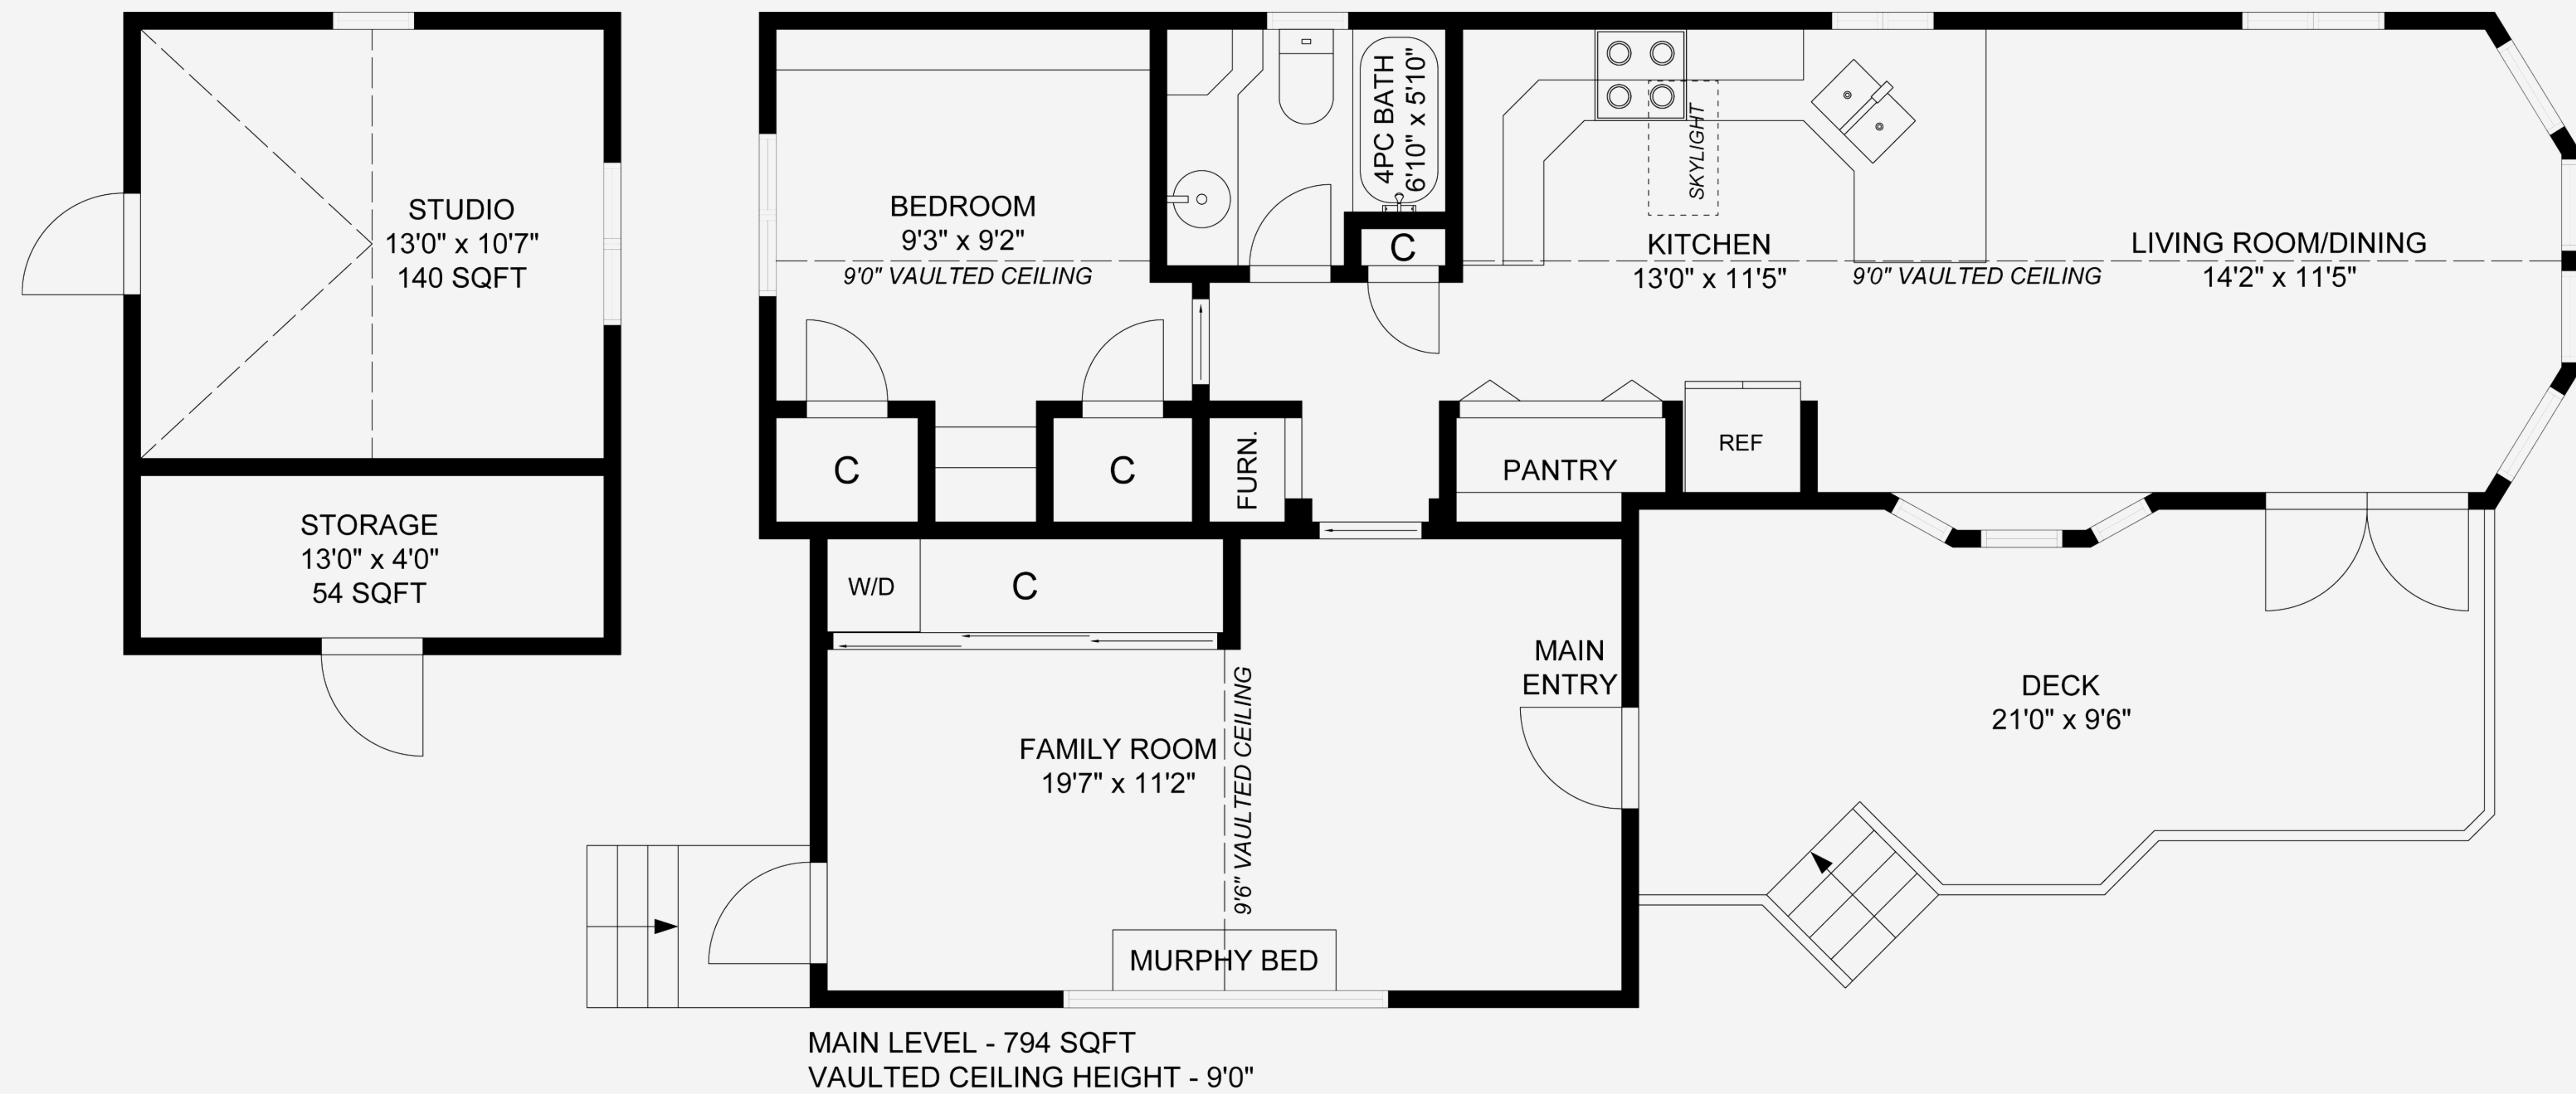 STUDIO
13'0" x 10'7"
140 SQFT
STORAGE
13'0" x 4'0"
54 SQFT
BEDROOM
9'3" x 9'2"
9'0" VAULTED CEILING
4PC BATH
6'10" x 5'10"
C
SKYLIGHT
KITCHEN
13'0" x 11'5"
9'0" VAULTED CEILING
LIVING ROOM/DINING
14'2" x 11'5"
C
C
FURN.
PANTRY
REF
W/D
C
MAIN
ENTRY
FAMILY ROOM
19'7" x 11'2"
9'6" VAULTED CEILING
MURPHY BED
DECK
21'0" x 9'6"
MAIN LEVEL - 794 SQFT
VAULTED CEILING HEIGHT - 9'0"